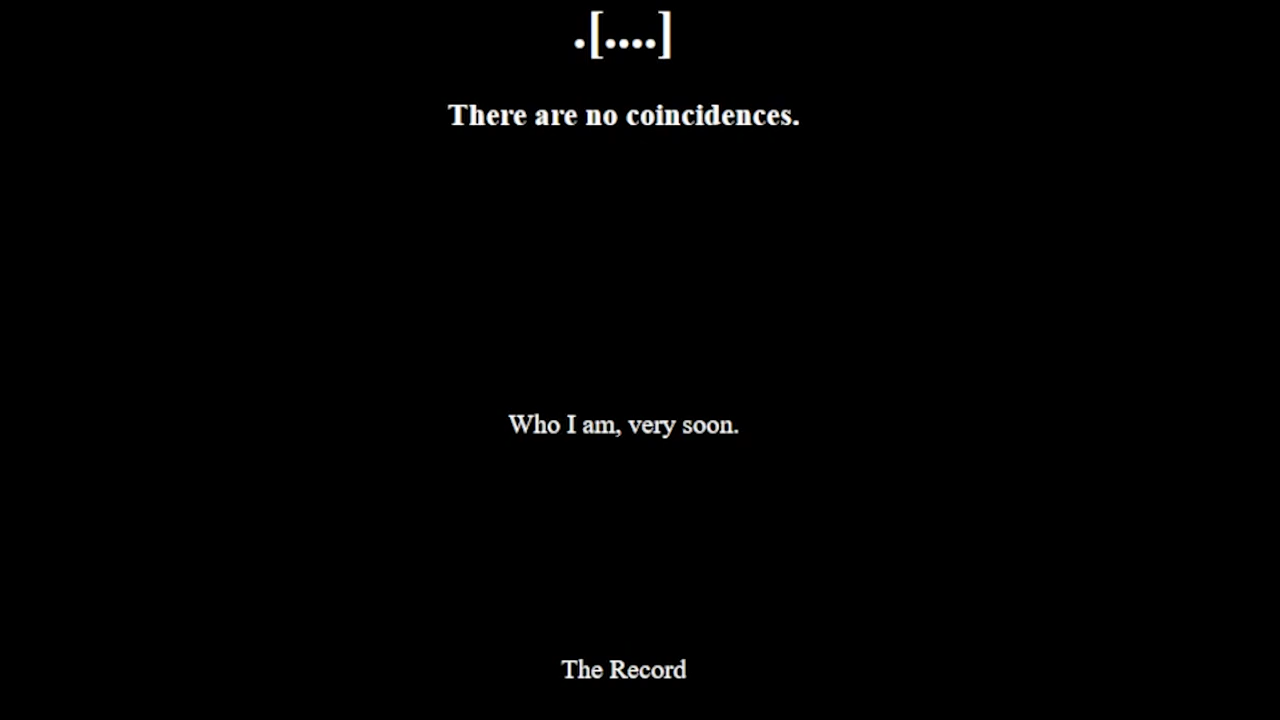 .[....]
There are no coincidences.
Who I am, very soon.
The Record